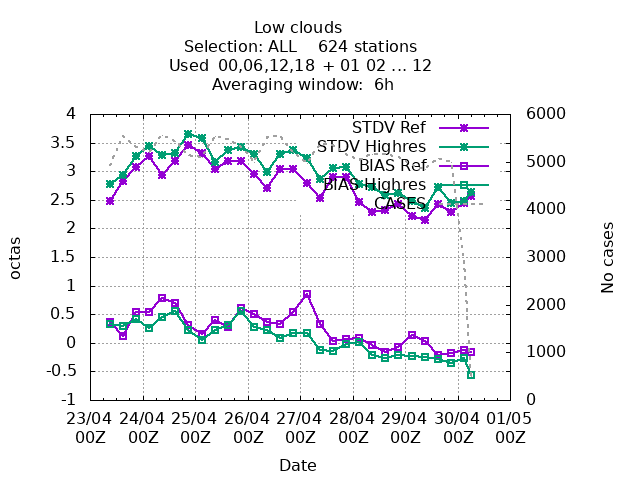 Low clouds
Selection: ALL    624 stations
Used  00,06,12,18 + 01 02 ... 12
Averaging window:  6h
STDV Ref
STDV Highres
BIAS Ref
BIAS Highres
CASES
octas
4
3.5
3
2.5
2
1.5
1
0.5
0
-0.5
-1
6000
5000
4000
3000
2000
1000
0
No cases
23/04 24/04 25/04 26/04 27/04 28/04 29/04 30/04 01/05
00Z 00Z 00Z 00Z 00Z 00Z 00Z 00Z 00Z
Date